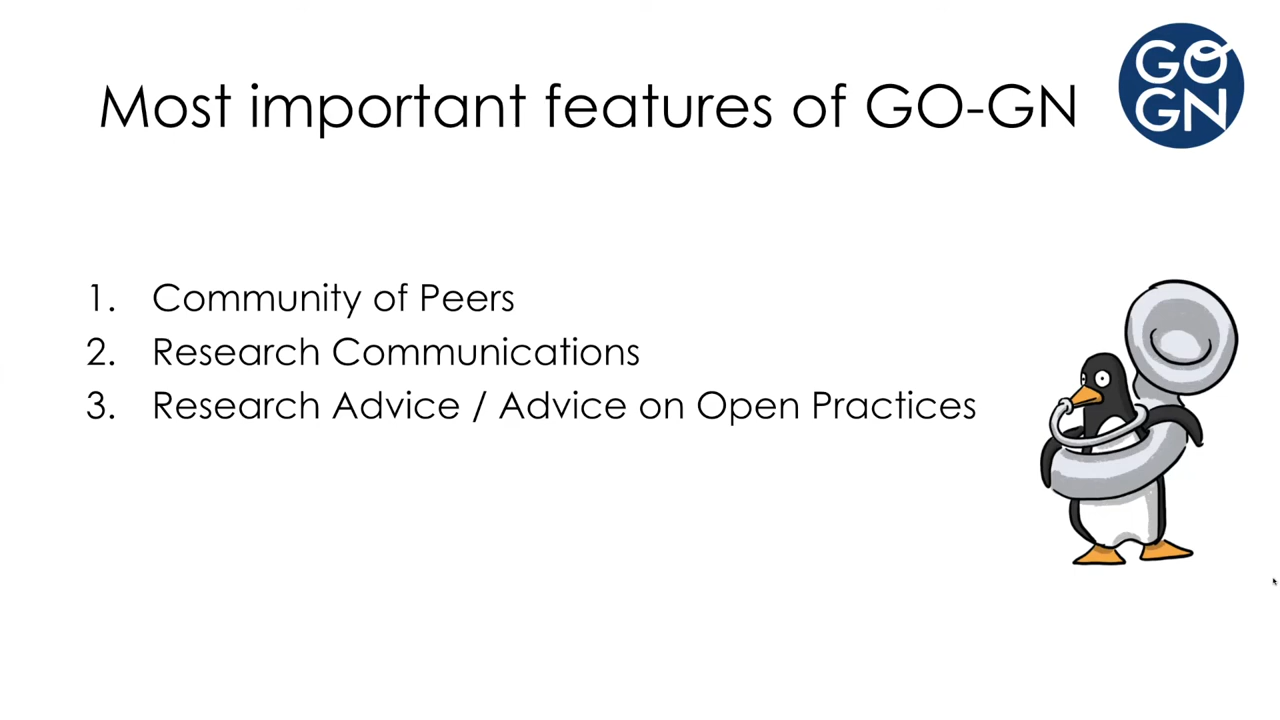 Most important features of GO-GN
GO
GN
1. Community of Peers
2. Research Communications
3. Research Advice / Advice on Open Practices